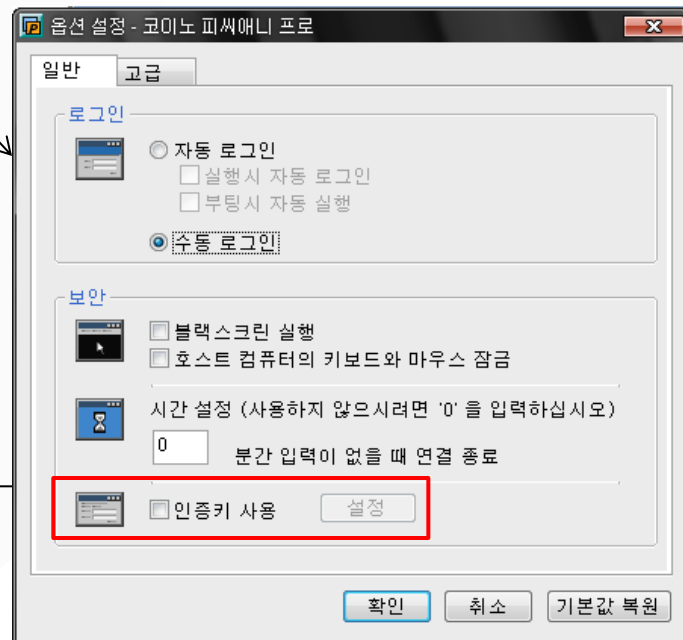 옵션 설정 - 코이노 피씨애니 프로
일반
고급
로그인
자동 로그인
실행시 자동 로그인
부팅시 자동 실행
수동 로그인
보안
블랙스크린 실행
호스트 컴퓨터의 키보드와 마우스 잠금
시간 설정 (사용하지 않으시려면 '0' 을 입력하십시오)
0 분간 입력이 없을 때 연결 종료
인증키 사용 설정
확인 취소 기본값 복원